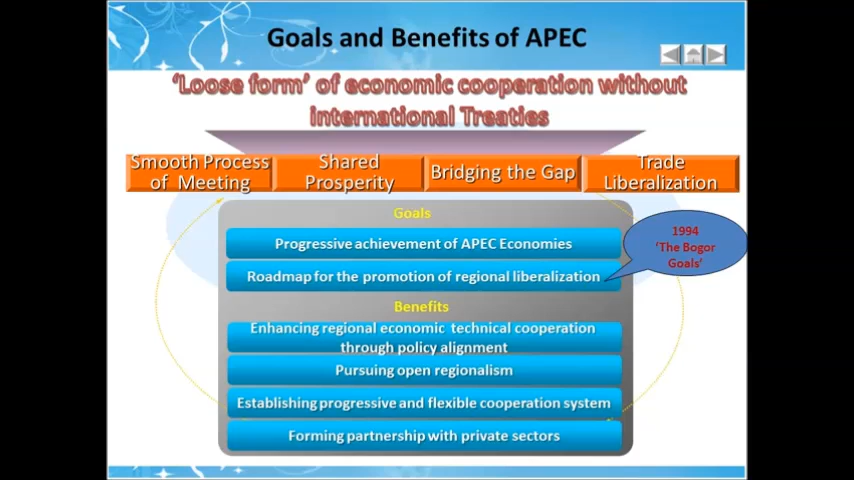 Goals and Benefits of APEC
'Loose form' of economic cooperation without
international Treaties
Smooth Process
of Meeting
Shared
Prosperity
Bridging the Gap
Trade
Liberalization
Goals
Progressive achievement of APEC Economies
Roadmap for the promotion of regional liberalization
1994
'The Bogor
Goals'
Benefits
Enhancing regional economic technical cooperation
through policy alignment
Pursuing open regionalism
Establishing progressive and flexible cooperation system
Forming partnership with private sectors